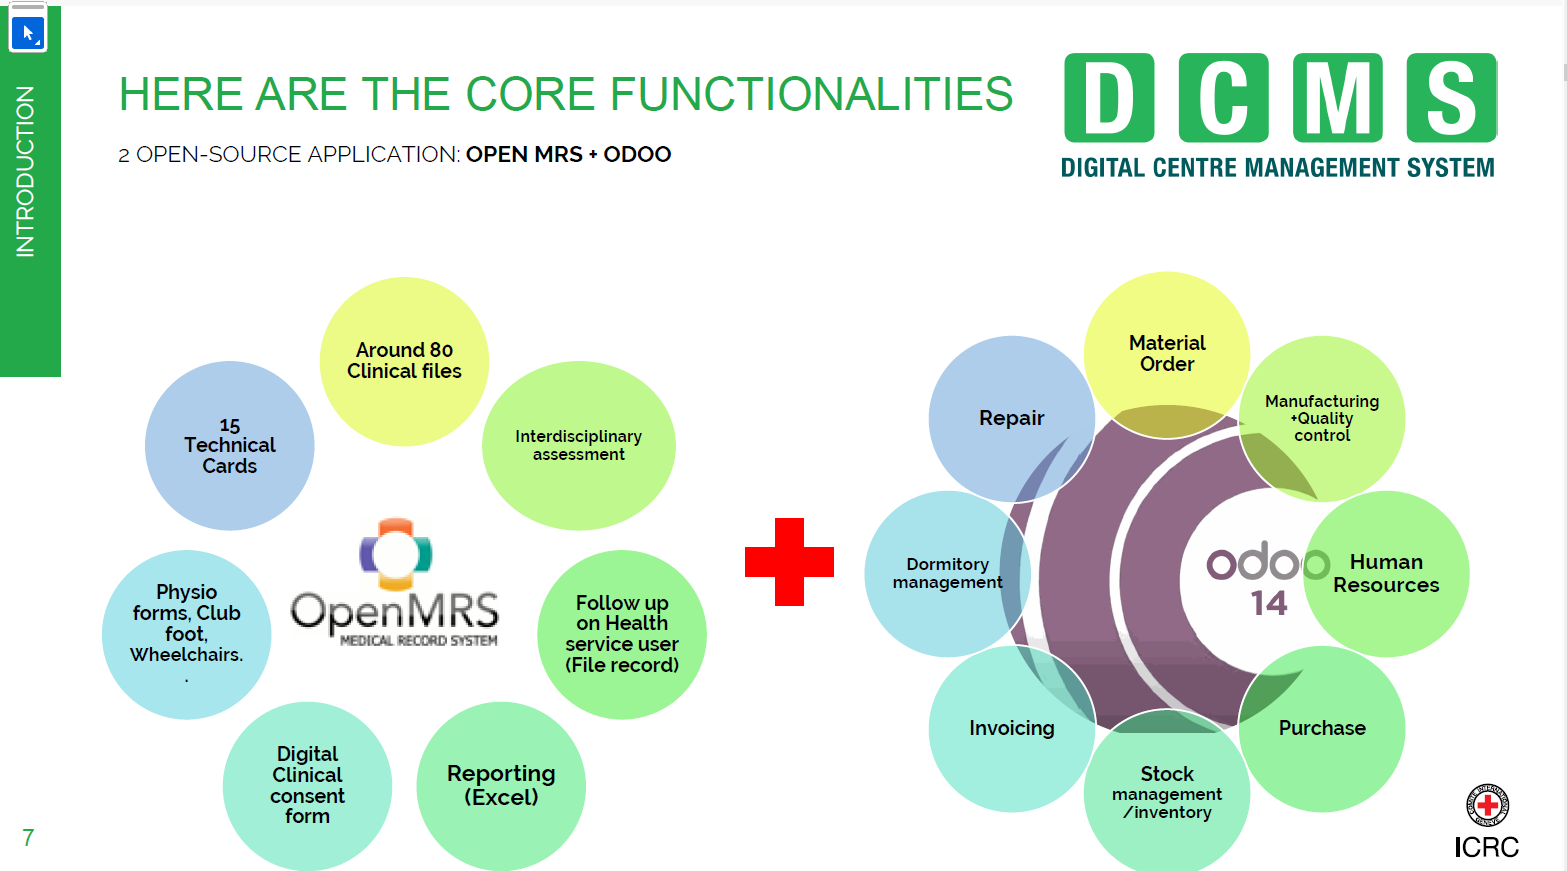 INTRODUCTION
HERE ARE THE CORE FUNCTIONALITIES
2 OPEN-SOURCE APPLICATION: OPEN MRS + ODOO
D C M S
DIGITAL CENTRE MANAGEMENT SYSTEM
Around 80
Clinical files
Interdisciplinary
assessment
Follow up
on Health
service user
(File record)
Reporting
(Excel)
Digital
Clinical
consent
form
Physio
forms, Club
foot,
Wheelchairs.
.
15
Technical
Cards
OpenMRS
MEDICAL RECORD SYSTEM
Material
Order
Manufacturing
+Quality
control
Human
Resources
Purchase
Stock
management
/inventory
Invoicing
Dormitory
management
Repair
odoo
14
COMITE INTERNATIONAL
GENEVE
ICRC
7